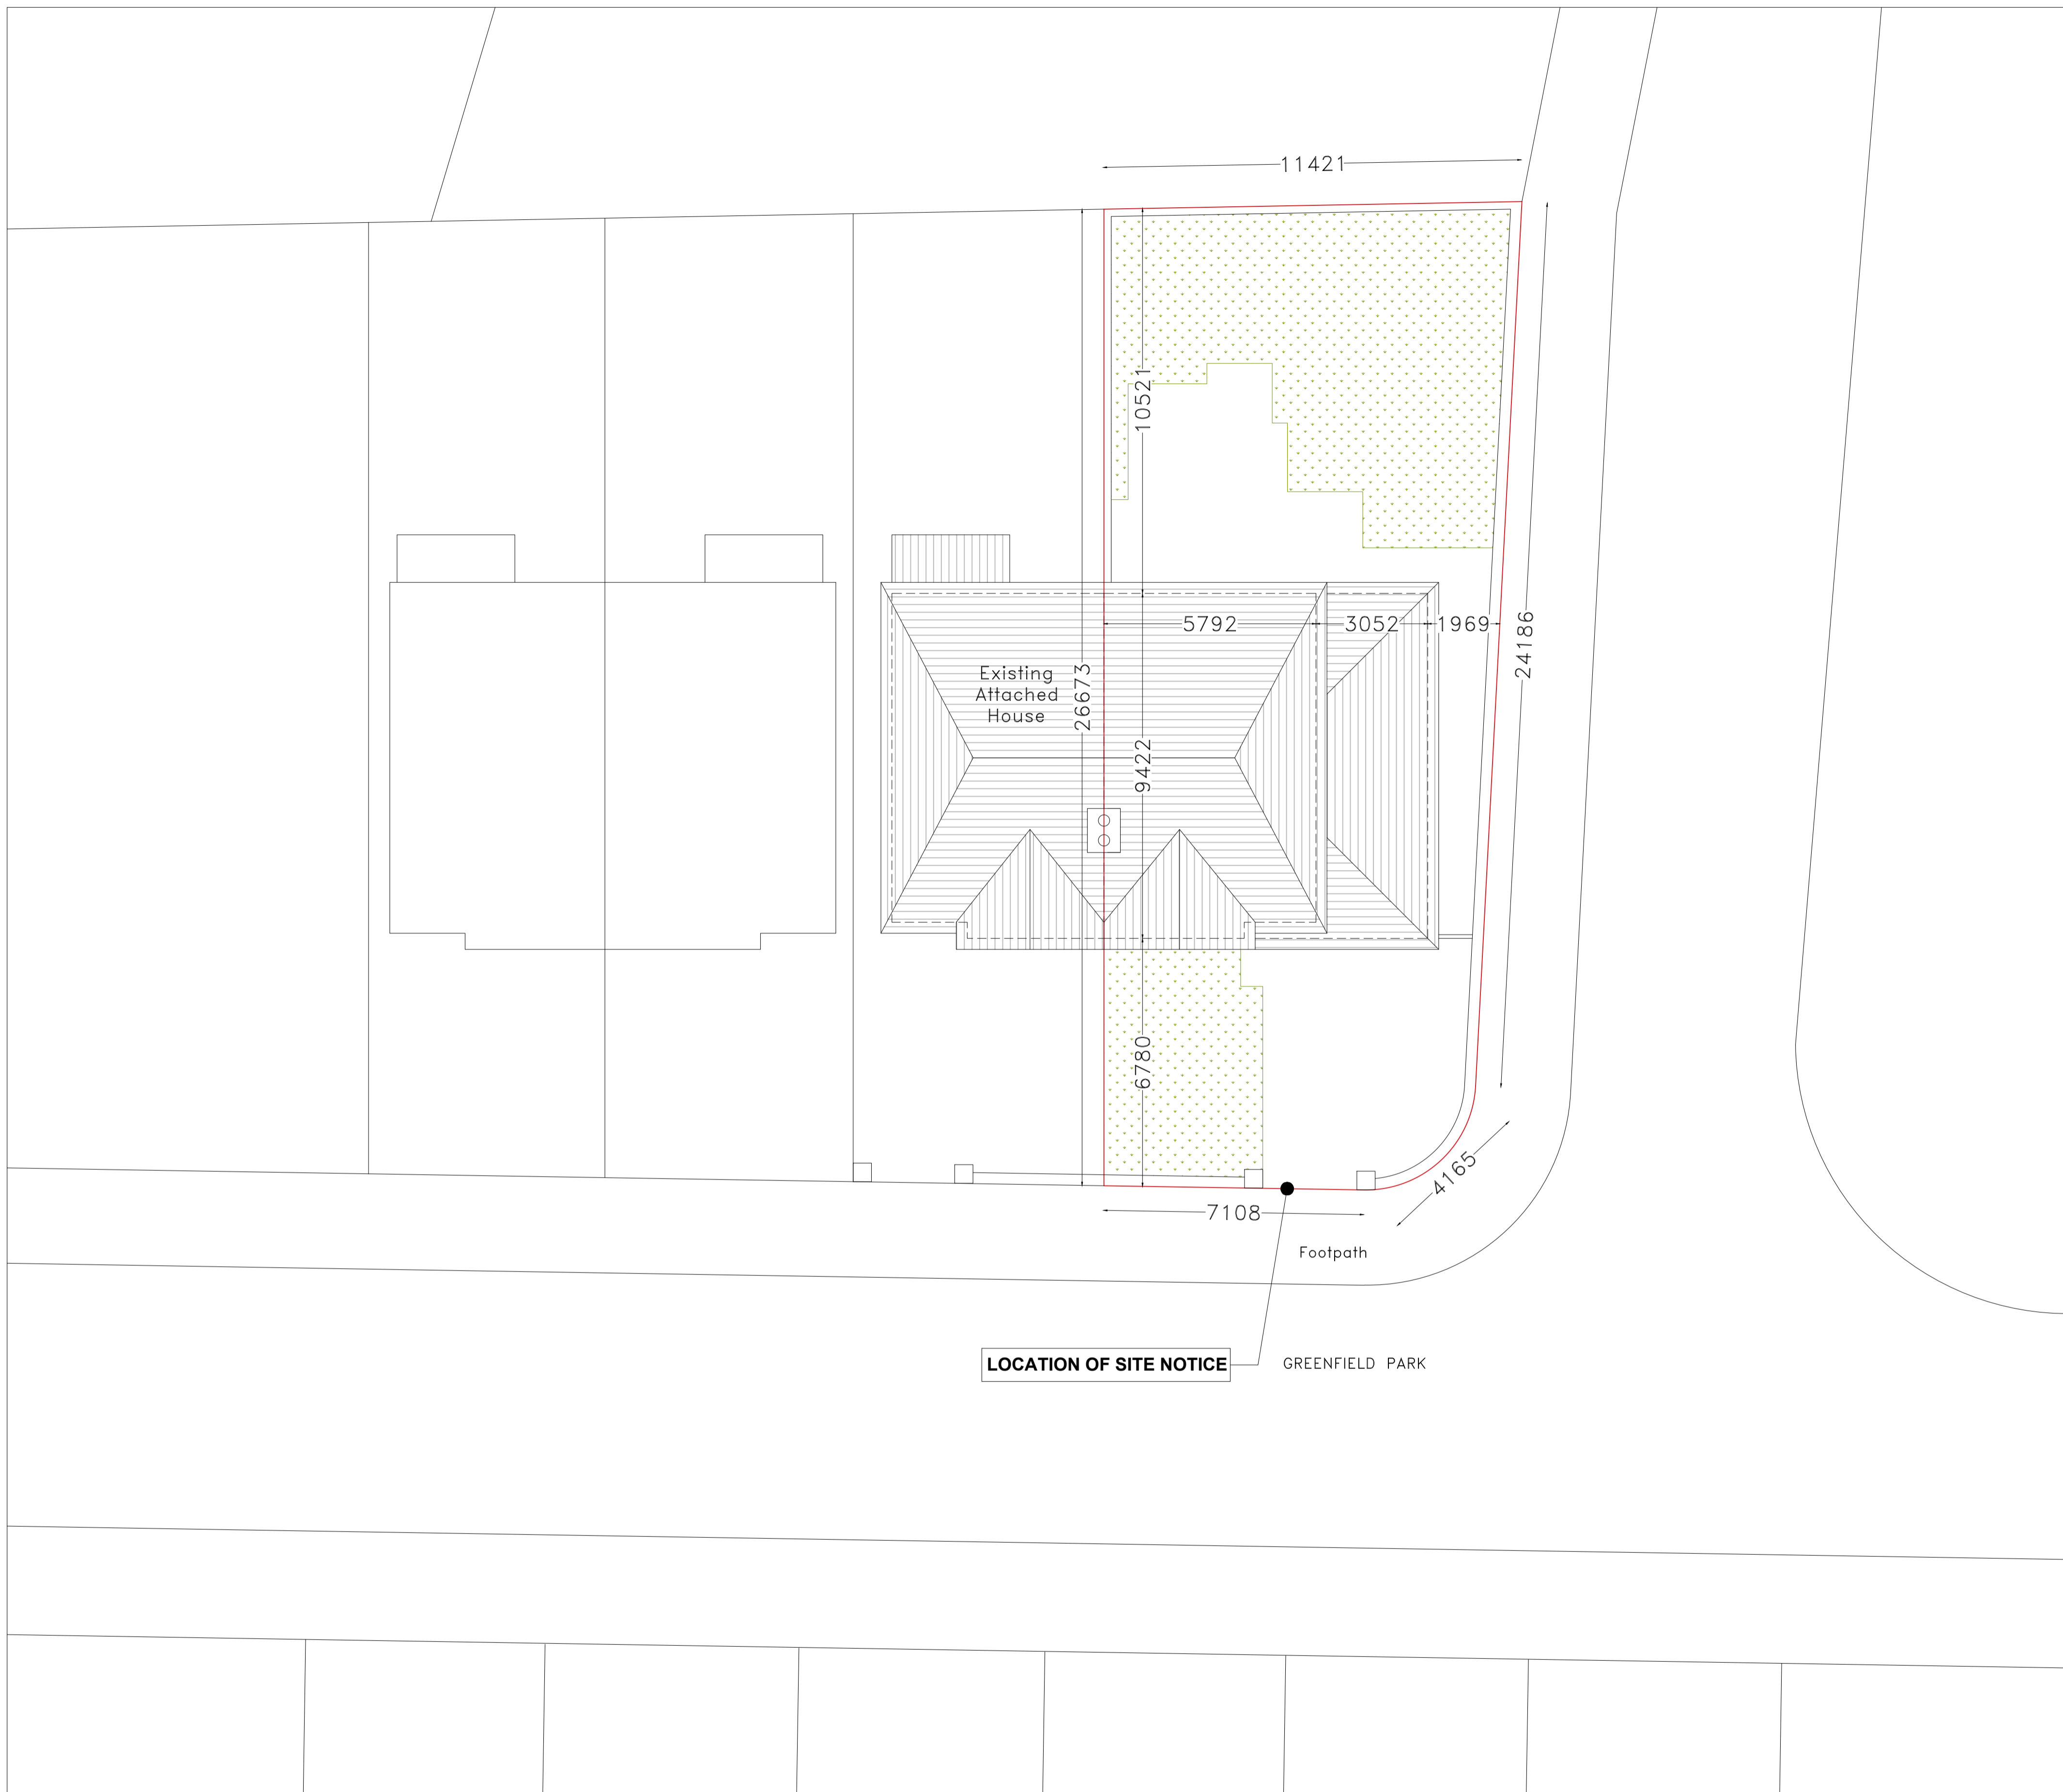 11421
10521
5792
3052
1969
24186
Existing
Attached
House
26673
9422
6780
4165
7108
Footpath
LOCATION OF SITE NOTICE
GREENFIELD PARK